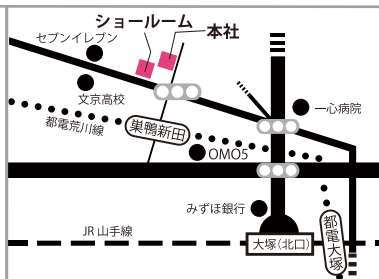 ショールーム
本社
セブンイレブン
文京高校
一心病院
都電荒川線
巣鴨新田
OMO5
みずほ銀行
都電大塚
JR山手線
大塚(北口)